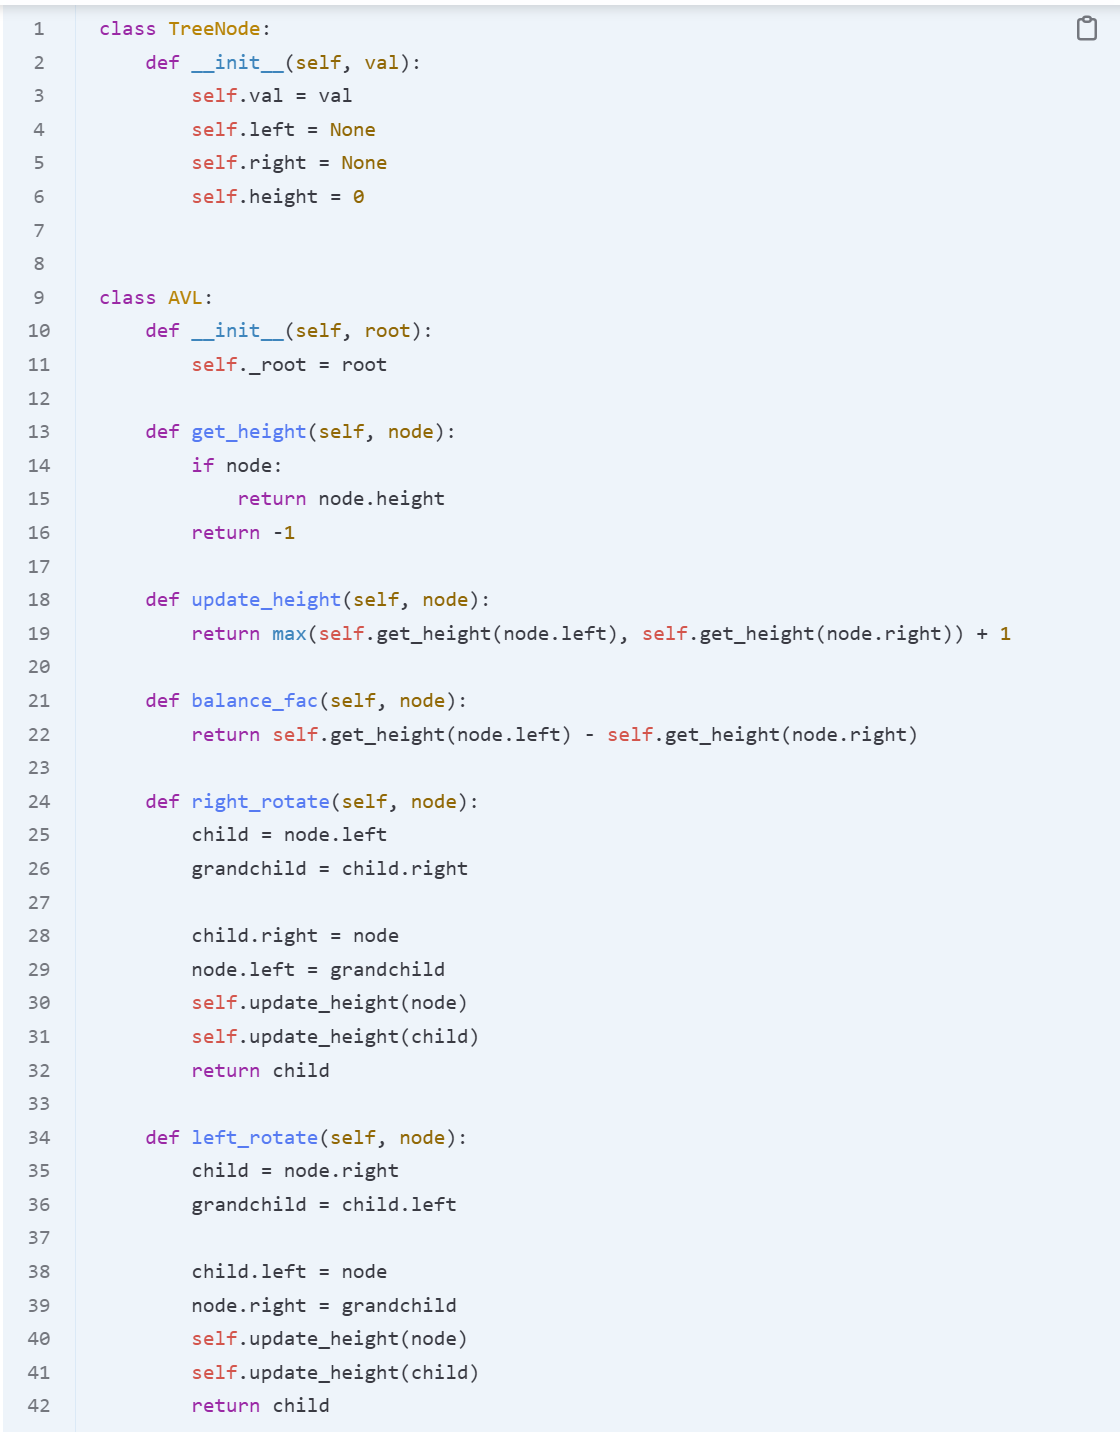 1 class TreeNode:
2     def __init__(self, val):
3         self.val = val
4         self.left = None
5         self.right = None
6         self.height = 0
7
8
9 class AVL:
10     def __init__(self, root):
11         self._root = root
12
13     def get_height(self, node):
14         if node:
15             return node.height
16         return -1
17
18     def update_height(self, node):
19         return max(self.get_height(node.left), self.get_height(node.right)) + 1
20
21     def balance_fac(self, node):
22         return self.get_height(node.left) - self.get_height(node.right)
23
24     def right_rotate(self, node):
25         child = node.left
26         grandchild = child.right
27
28         child.right = node
29         node.left = grandchild
30         self.update_height(node)
31         self.update_height(child)
32         return child
33
34     def left_rotate(self, node):
35         child = node.right
36         grandchild = child.left
37
38         child.left = node
39         node.right = grandchild
40         self.update_height(node)
41         self.update_height(child)
42         return child